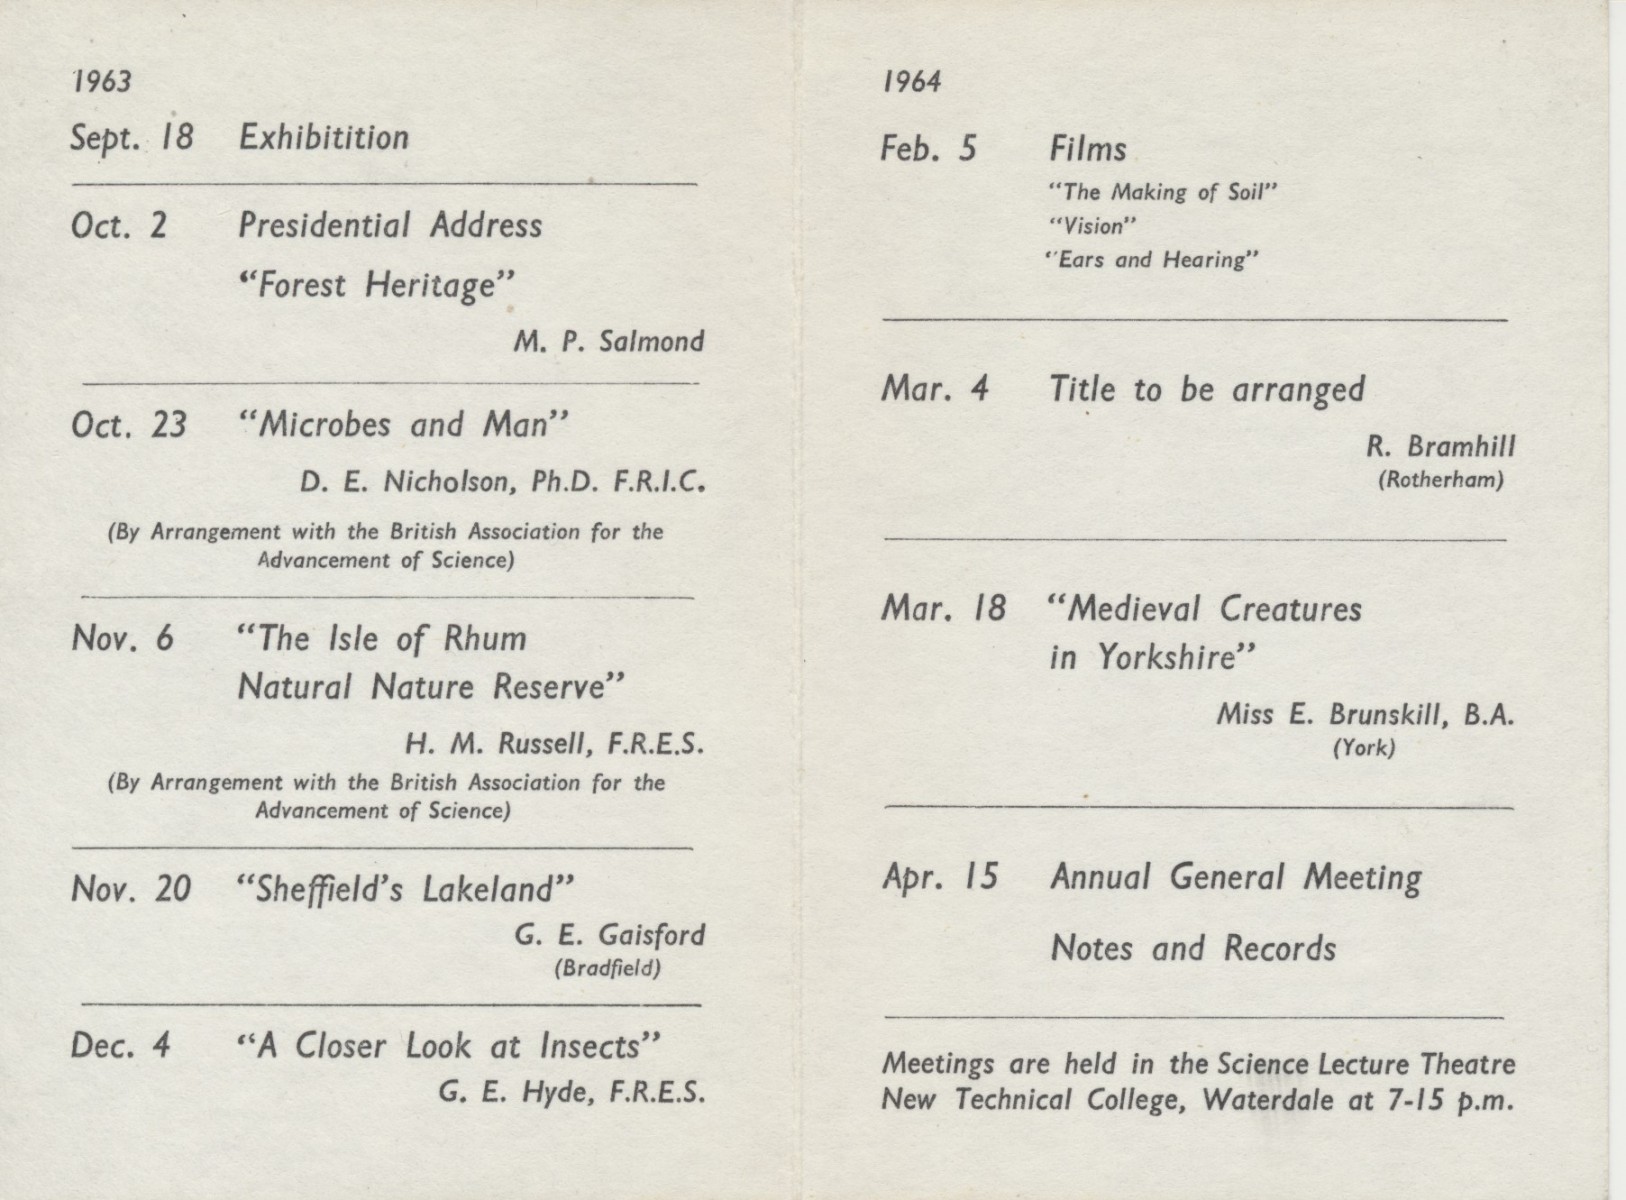 1963
Sept. 18 Exhibitition
Oct. 2 Presidential Address
“Forest Heritage”
M. P. Salmond
Oct. 23 “Microbes and Man”
D. E. Nicholson, Ph.D. F.R.I.C.
(By Arrangement with the British Association for the
Advancement of Science)
Nov. 6 “The Isle of Rhum
Natural Nature Reserve”
H. M. Russell, F.R.E.S.
(By Arrangement with the British Association for the
Advancement of Science)
Nov. 20 “Sheffield’s Lakeland”
G. E. Gaisford
(Bradfield)
Dec. 4 “A Closer Look at Insects”
G. E. Hyde, F.R.E.S.
1964
Feb. 5 Films
“The Making of Soil”
“Vision”
“Ears and Hearing”
Mar. 4 Title to be arranged
R. Bramhill
(Rotherham)
Mar. 18 “Medieval Creatures
in Yorkshire”
Miss E. Brunskill, B.A.
(York)
Apr. 15 Annual General Meeting
Notes and Records
Meetings are held in the Science Lecture Theatre
New Technical College, Waterdale at 7-15 p.m.